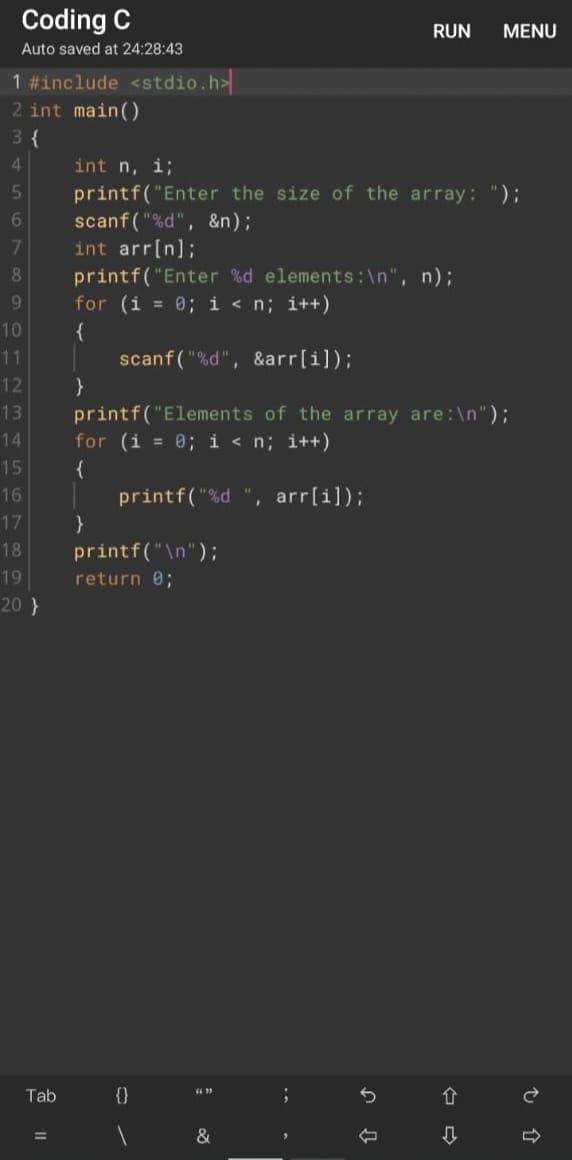 Coding C
RUN MENU
Auto saved at 24:28:43
1 #include <stdio.h>
2 int main()
3 {
4     int n, i;
5     printf("Enter the size of the array: ");
6     scanf("%d", &n);
7     int arr[n];
8     printf("Enter %d elements:\n", n);
9     for (i = 0; i < n; i++)
10     {
11         scanf("%d", &arr[i]);
12     }
13     printf("Elements of the array are:\n");
14     for (i = 0; i < n; i++)
15     {
16         printf("%d ", arr[i]);
17     }
18     printf("\n");
19     return 0;
20 }
Tab {} “” ;
= \ & ,